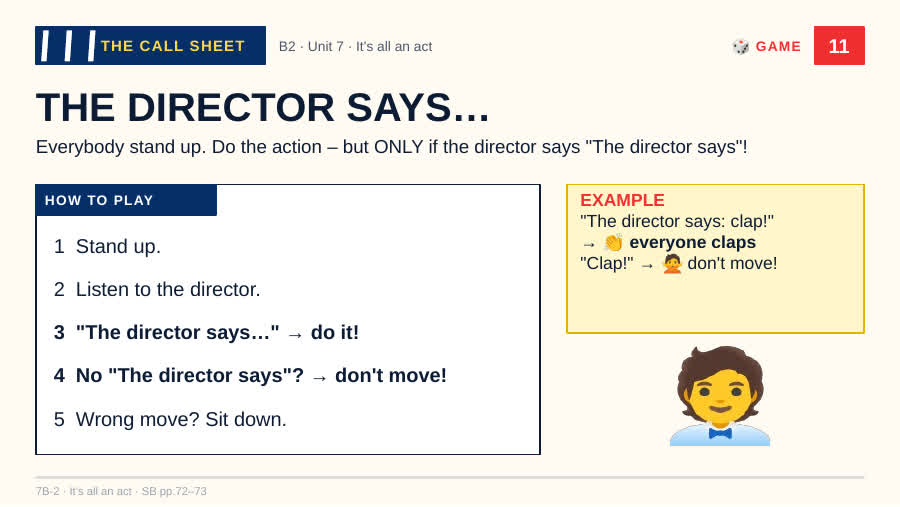 THE CALL SHEET
B2 · Unit 7 · It's all an act
🎲 GAME
11
THE DIRECTOR SAYS…
Everybody stand up. Do the action – but ONLY if the director says "The director says"!
HOW TO PLAY
1 Stand up.
2 Listen to the director.
3 "The director says…" → do it!
4 No "The director says"? → don't move!
5 Wrong move? Sit down.
EXAMPLE
"The director says: clap!"
→ 👏 everyone claps
"Clap!" → 🙅 don't move!
7B-2 · It's all an act · SB pp.72–73